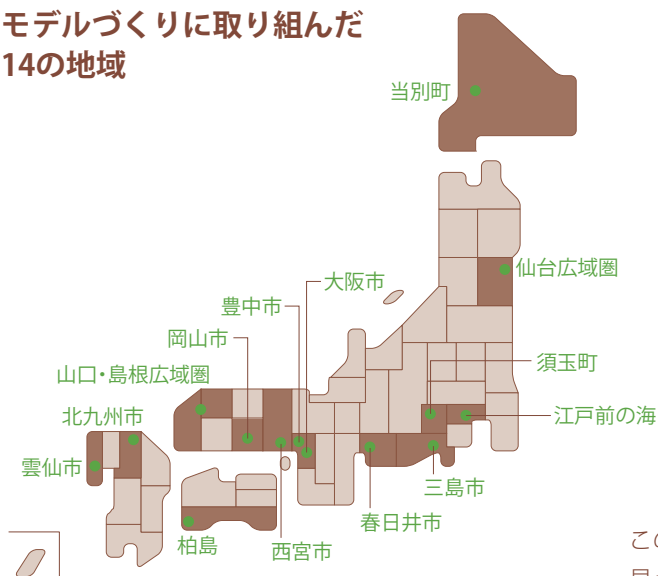 モデルづくりに取り組んだ
14の地域
当別町
仙台広域圏
大阪市
豊中市
岡山市
山口・島根広域圏
北九州市
雲仙市
須玉町
江戸前の海
三島市
春日井市
西宮市
柏島
この